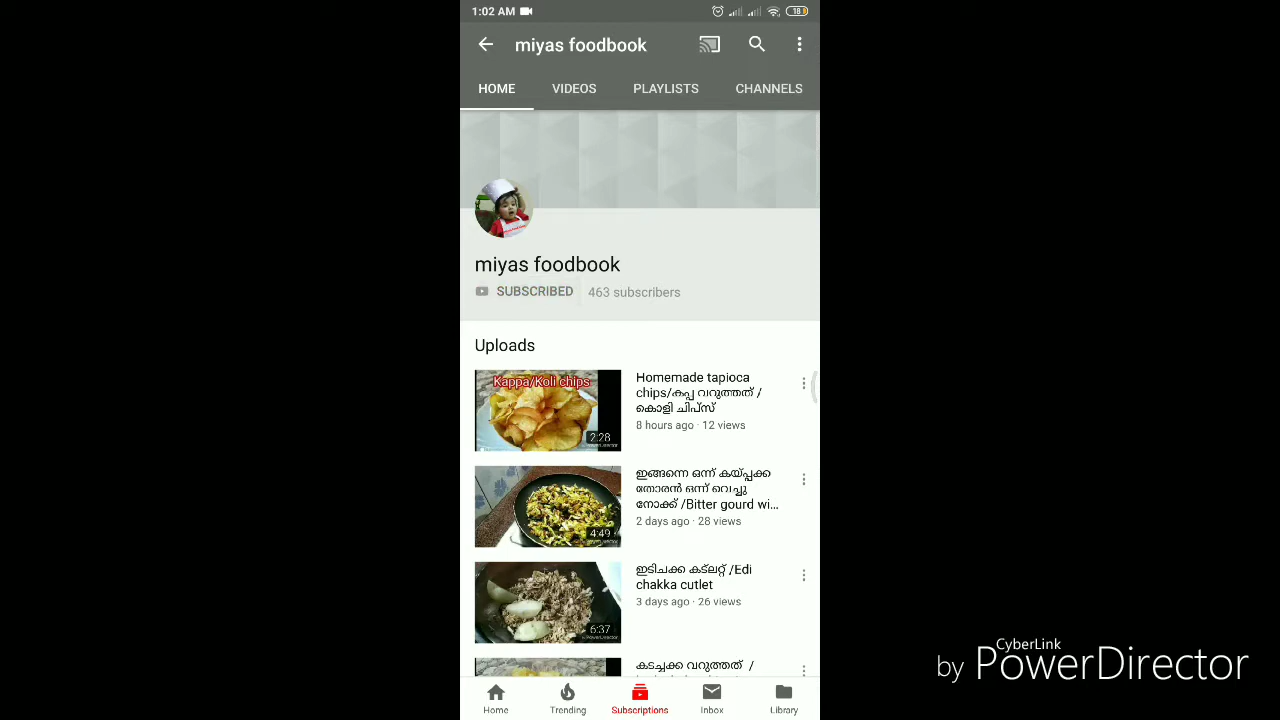 1:02 AM
18
miyas foodbook
HOME VIDEOS PLAYLISTS CHANNELS
miyas foodbook
SUBSCRIBED 463 subscribers
Uploads
Kappa/Koli chips
2:28
Homemade tapioca
chips/കപ്പ വറുത്തത് /
കൊളി ചിപ്സ്
8 hours ago · 12 views
4:49
ഇങ്ങന്നെ ഒന്ന് കയ്പ്പക്ക
തോരൻ ഒന്ന് വെച്ചു
നോക്ക് /Bitter gourd wi...
2 days ago · 28 views
6:37
ഇടിചക്ക കട്ലറ്റ് /Edi
chakka cutlet
3 days ago · 26 views
കടച്ചക്ക വറുത്തത് /
Home Trending Subscriptions Inbox Library
CyberLink
by PowerDirector